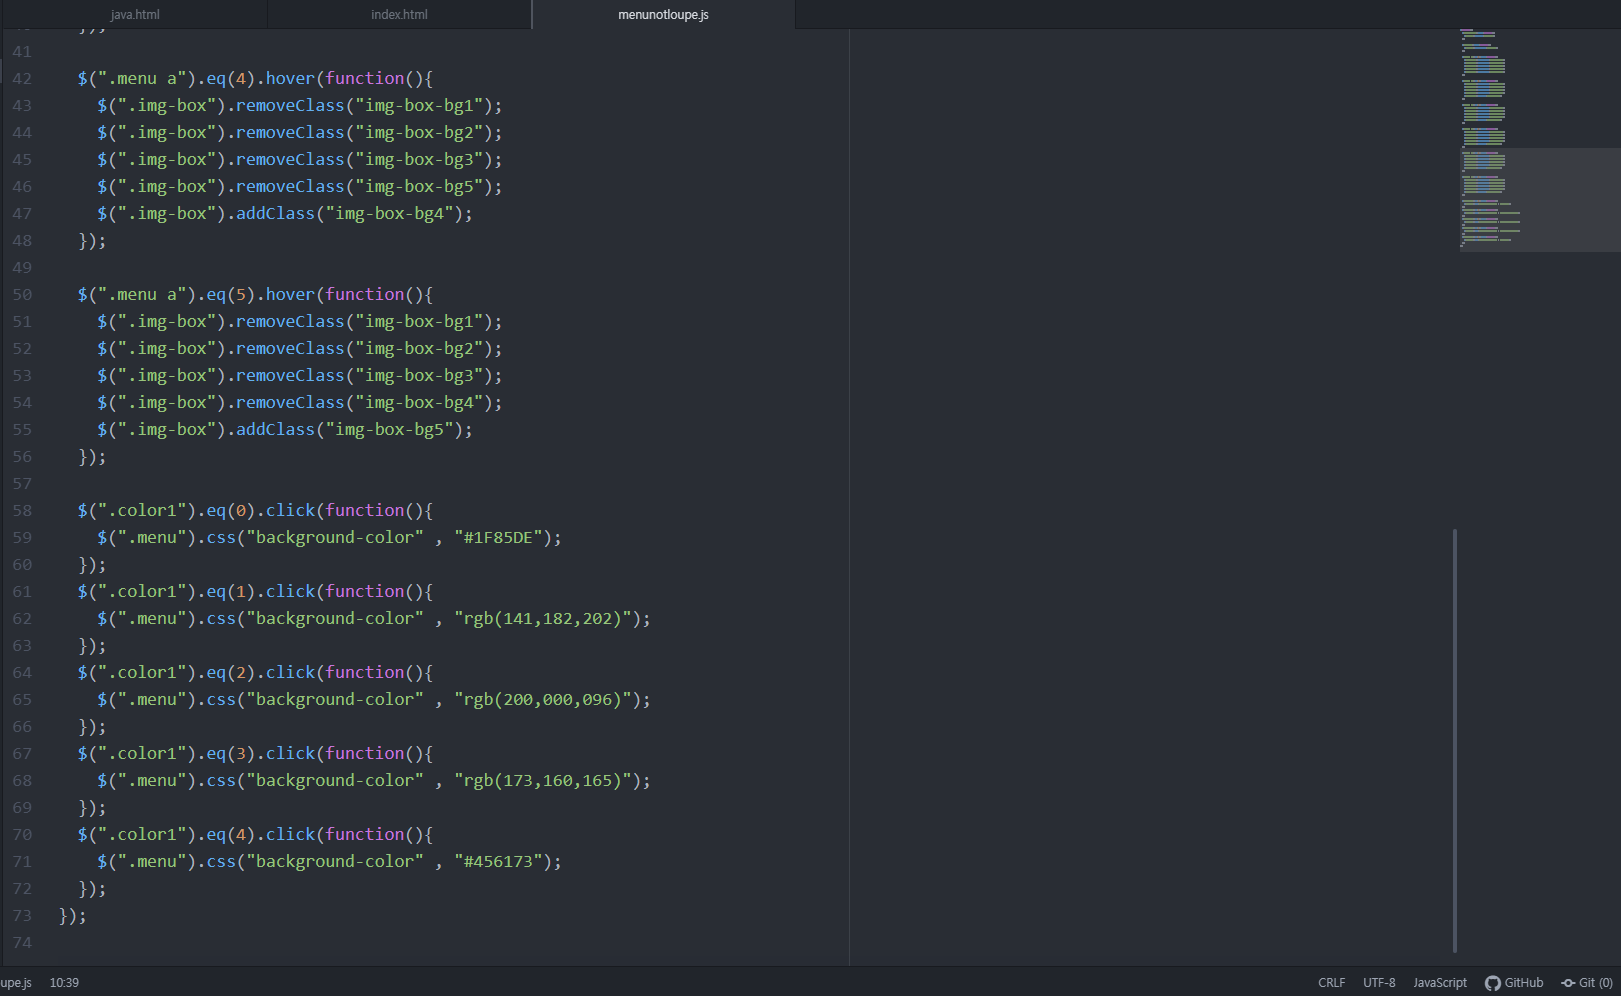 java.html
index.html
menunotloupe.js
});
41
42 $(".menu a").eq(4).hover(function(){
43 $(".img-box").removeClass("img-box-bg1");
44 $(".img-box").removeClass("img-box-bg2");
45 $(".img-box").removeClass("img-box-bg3");
46 $(".img-box").removeClass("img-box-bg5");
47 $(".img-box").addClass("img-box-bg4");
48 });
49
50 $(".menu a").eq(5).hover(function(){
51 $(".img-box").removeClass("img-box-bg1");
52 $(".img-box").removeClass("img-box-bg2");
53 $(".img-box").removeClass("img-box-bg3");
54 $(".img-box").removeClass("img-box-bg4");
55 $(".img-box").addClass("img-box-bg5");
56 });
57
58 $(".color1").eq(0).click(function(){
59 $(".menu").css("background-color" , "#1F85DE");
60 });
61 $(".color1").eq(1).click(function(){
62 $(".menu").css("background-color" , "rgb(141,182,202)");
63 });
64 $(".color1").eq(2).click(function(){
65 $(".menu").css("background-color" , "rgb(200,000,096)");
66 });
67 $(".color1").eq(3).click(function(){
68 $(".menu").css("background-color" , "rgb(173,160,165)");
69 });
70 $(".color1").eq(4).click(function(){
71 $(".menu").css("background-color" , "#456173");
72 });
73 });
74
upe.js 10:39 CRLF UTF-8 JavaScript GitHub Git (0)